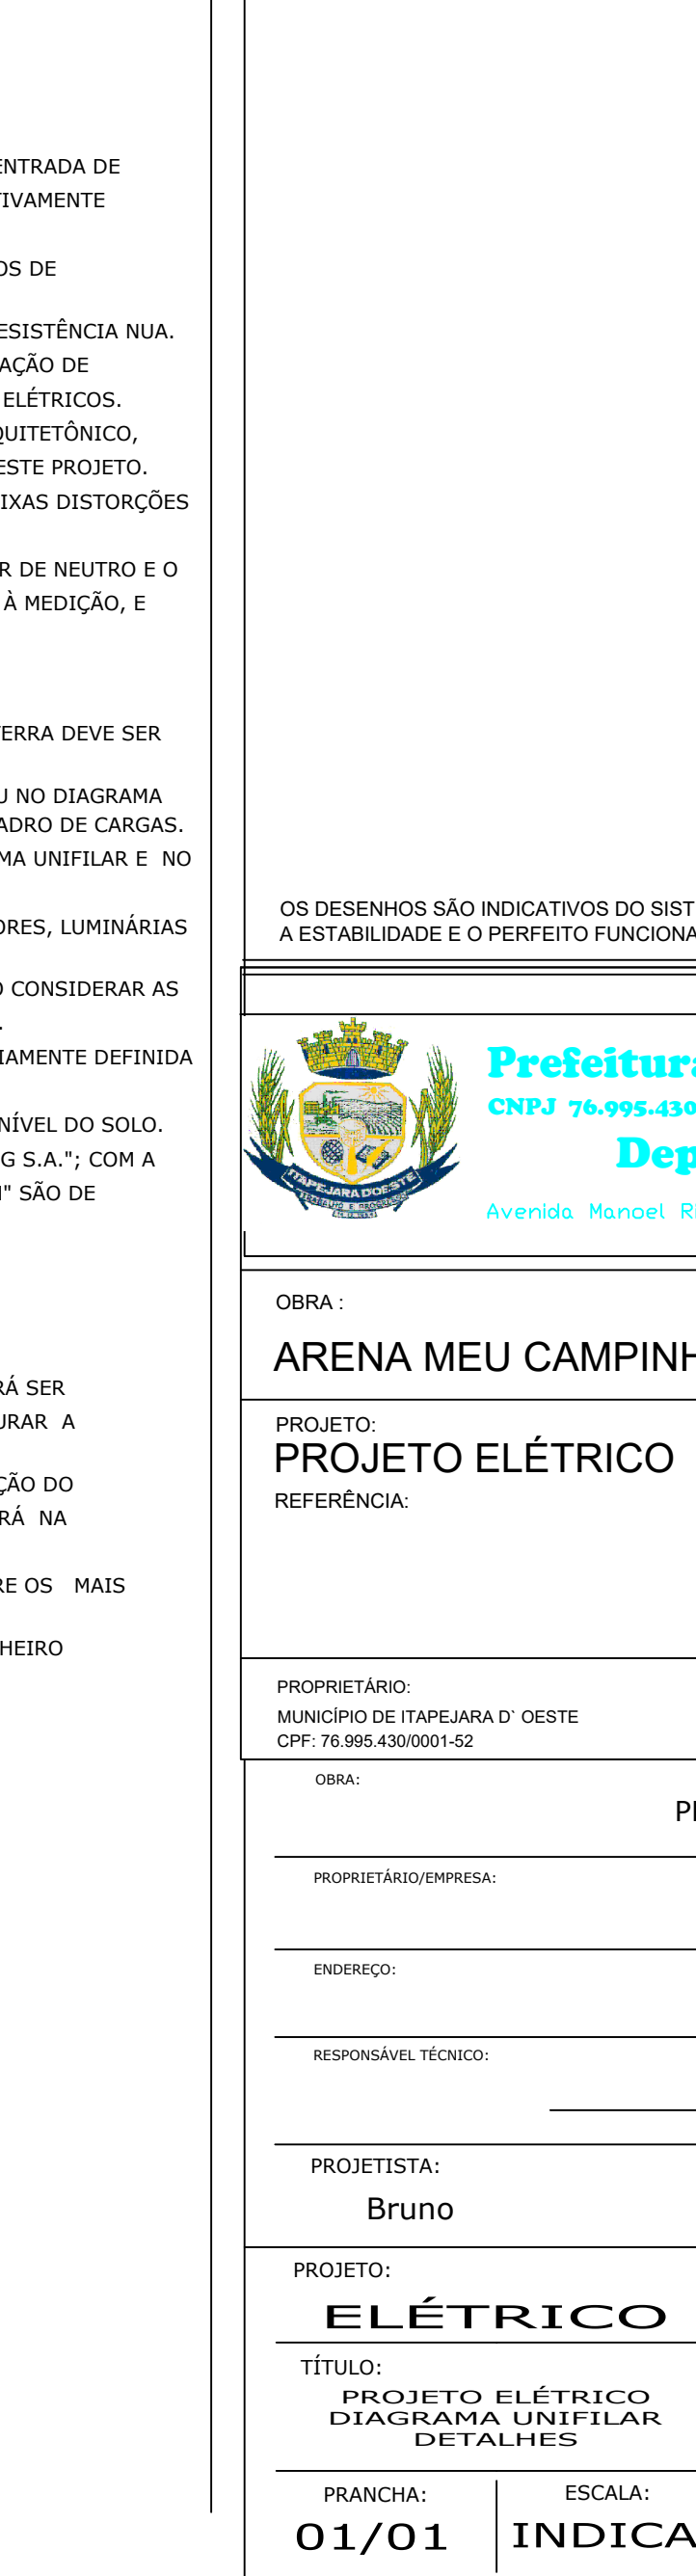 ENTRADA DE
TIVAMENTE
OS DE
ESISTÊNCIA NUA.
AÇÃO DE
ELÉTRICOS.
QUITETÔNICO,
ESTE PROJETO.
IXAS DISTORÇÕES
R DE NEUTRO E O
À MEDIÇÃO, E
TERRA DEVE SER
U NO DIAGRAMA
ADRO DE CARGAS.
MA UNIFILAR E NO
ORES, LUMINÁRIAS
O CONSIDERAR AS
.
IAMENTE DEFINIDA
NÍVEL DO SOLO.
G S.A."; COM A
" SÃO DE
RÁ SER
URAR A
ÇÃO DO
RÁ NA
RE OS MAIS
HEIRO
OS DESENHOS SÃO INDICATIVOS DO SIST
A ESTABILIDADE E O PERFEITO FUNCIONA
Prefeitura
CNPJ 76.995.430
Dep
Avenida Manoel Ri
ITAPEJARA D'OESTE
TRABALHO E PROGRESSO
OBRA :
ARENA MEU CAMPINH
PROJETO:
PROJETO ELÉTRICO
REFERÊNCIA:
PROPRIETÁRIO:
MUNICÍPIO DE ITAPEJARA D` OESTE
CPF: 76.995.430/0001-52
OBRA:
P
PROPRIETÁRIO/EMPRESA:
ENDEREÇO:
RESPONSÁVEL TÉCNICO:
PROJETISTA:
Bruno
PROJETO:
ELÉTRICO
TÍTULO:
PROJETO ELÉTRICO
DIAGRAMA UNIFILAR
DETALHES
PRANCHA:
01/01
ESCALA:
INDICA